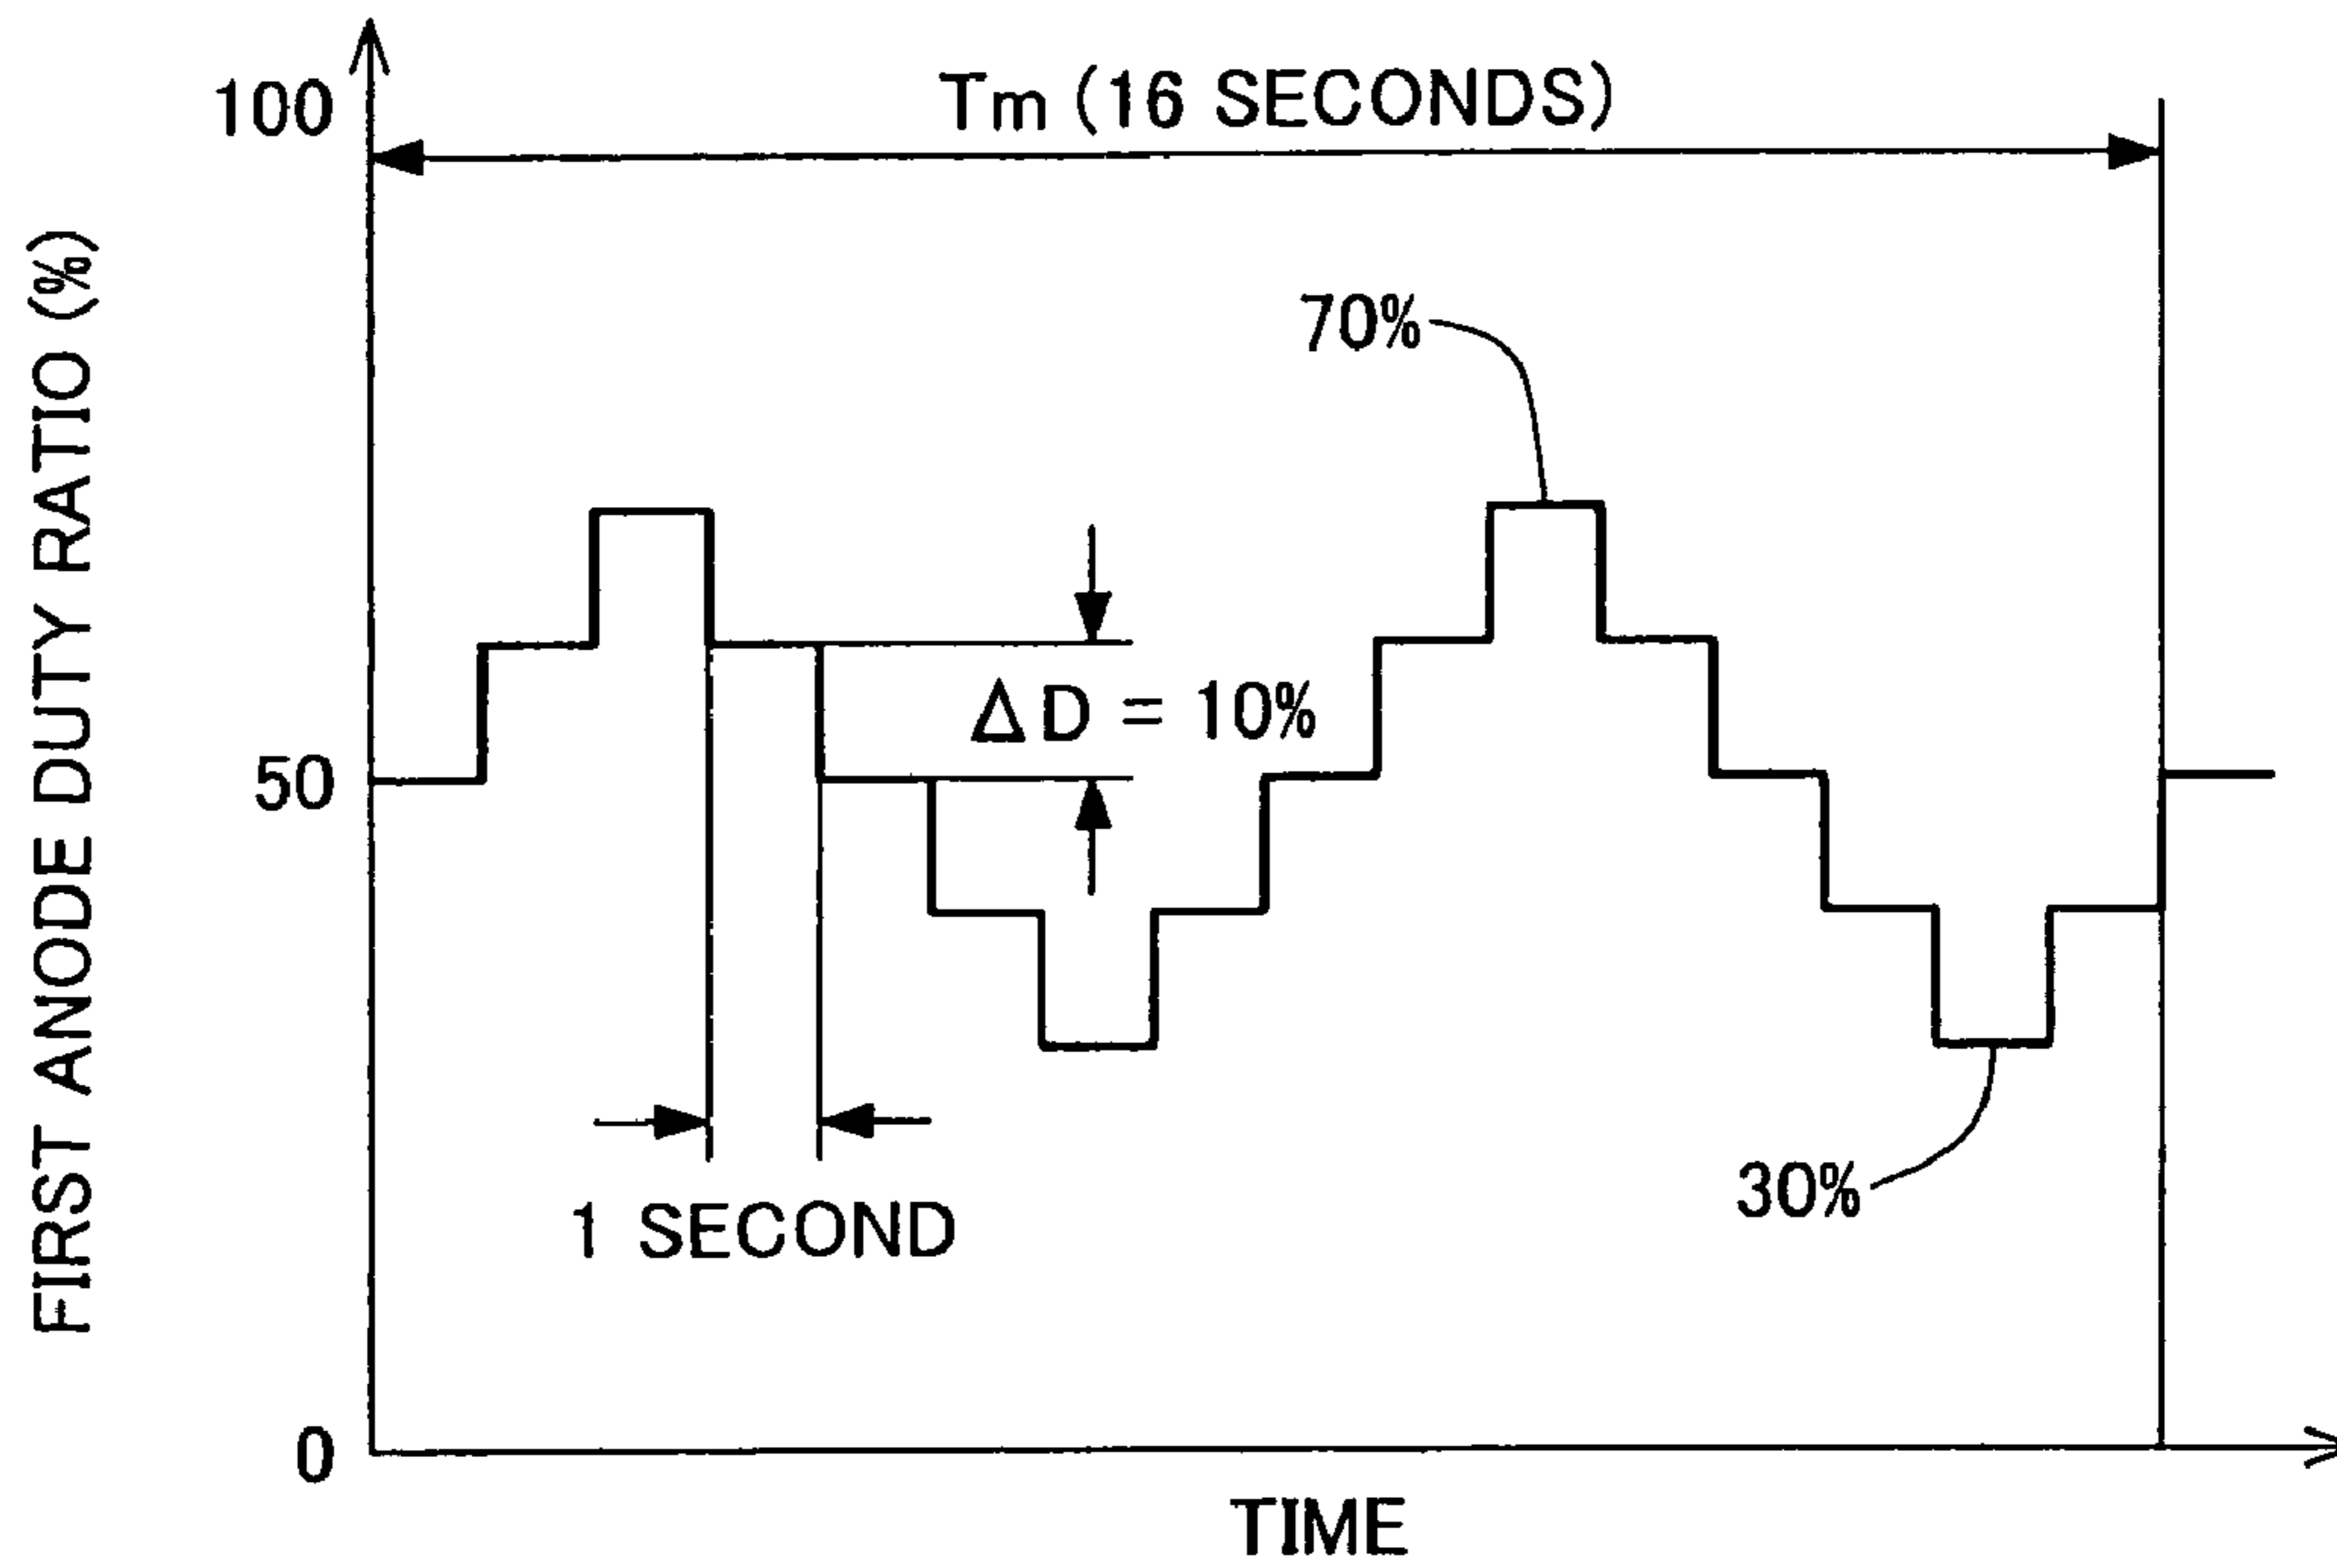 100
Tm (16 SECONDS)
FIRST ANODE DUTY RATIO (%)
70%
ΔD = 10%
50
30%
1 SECOND
0
TIME